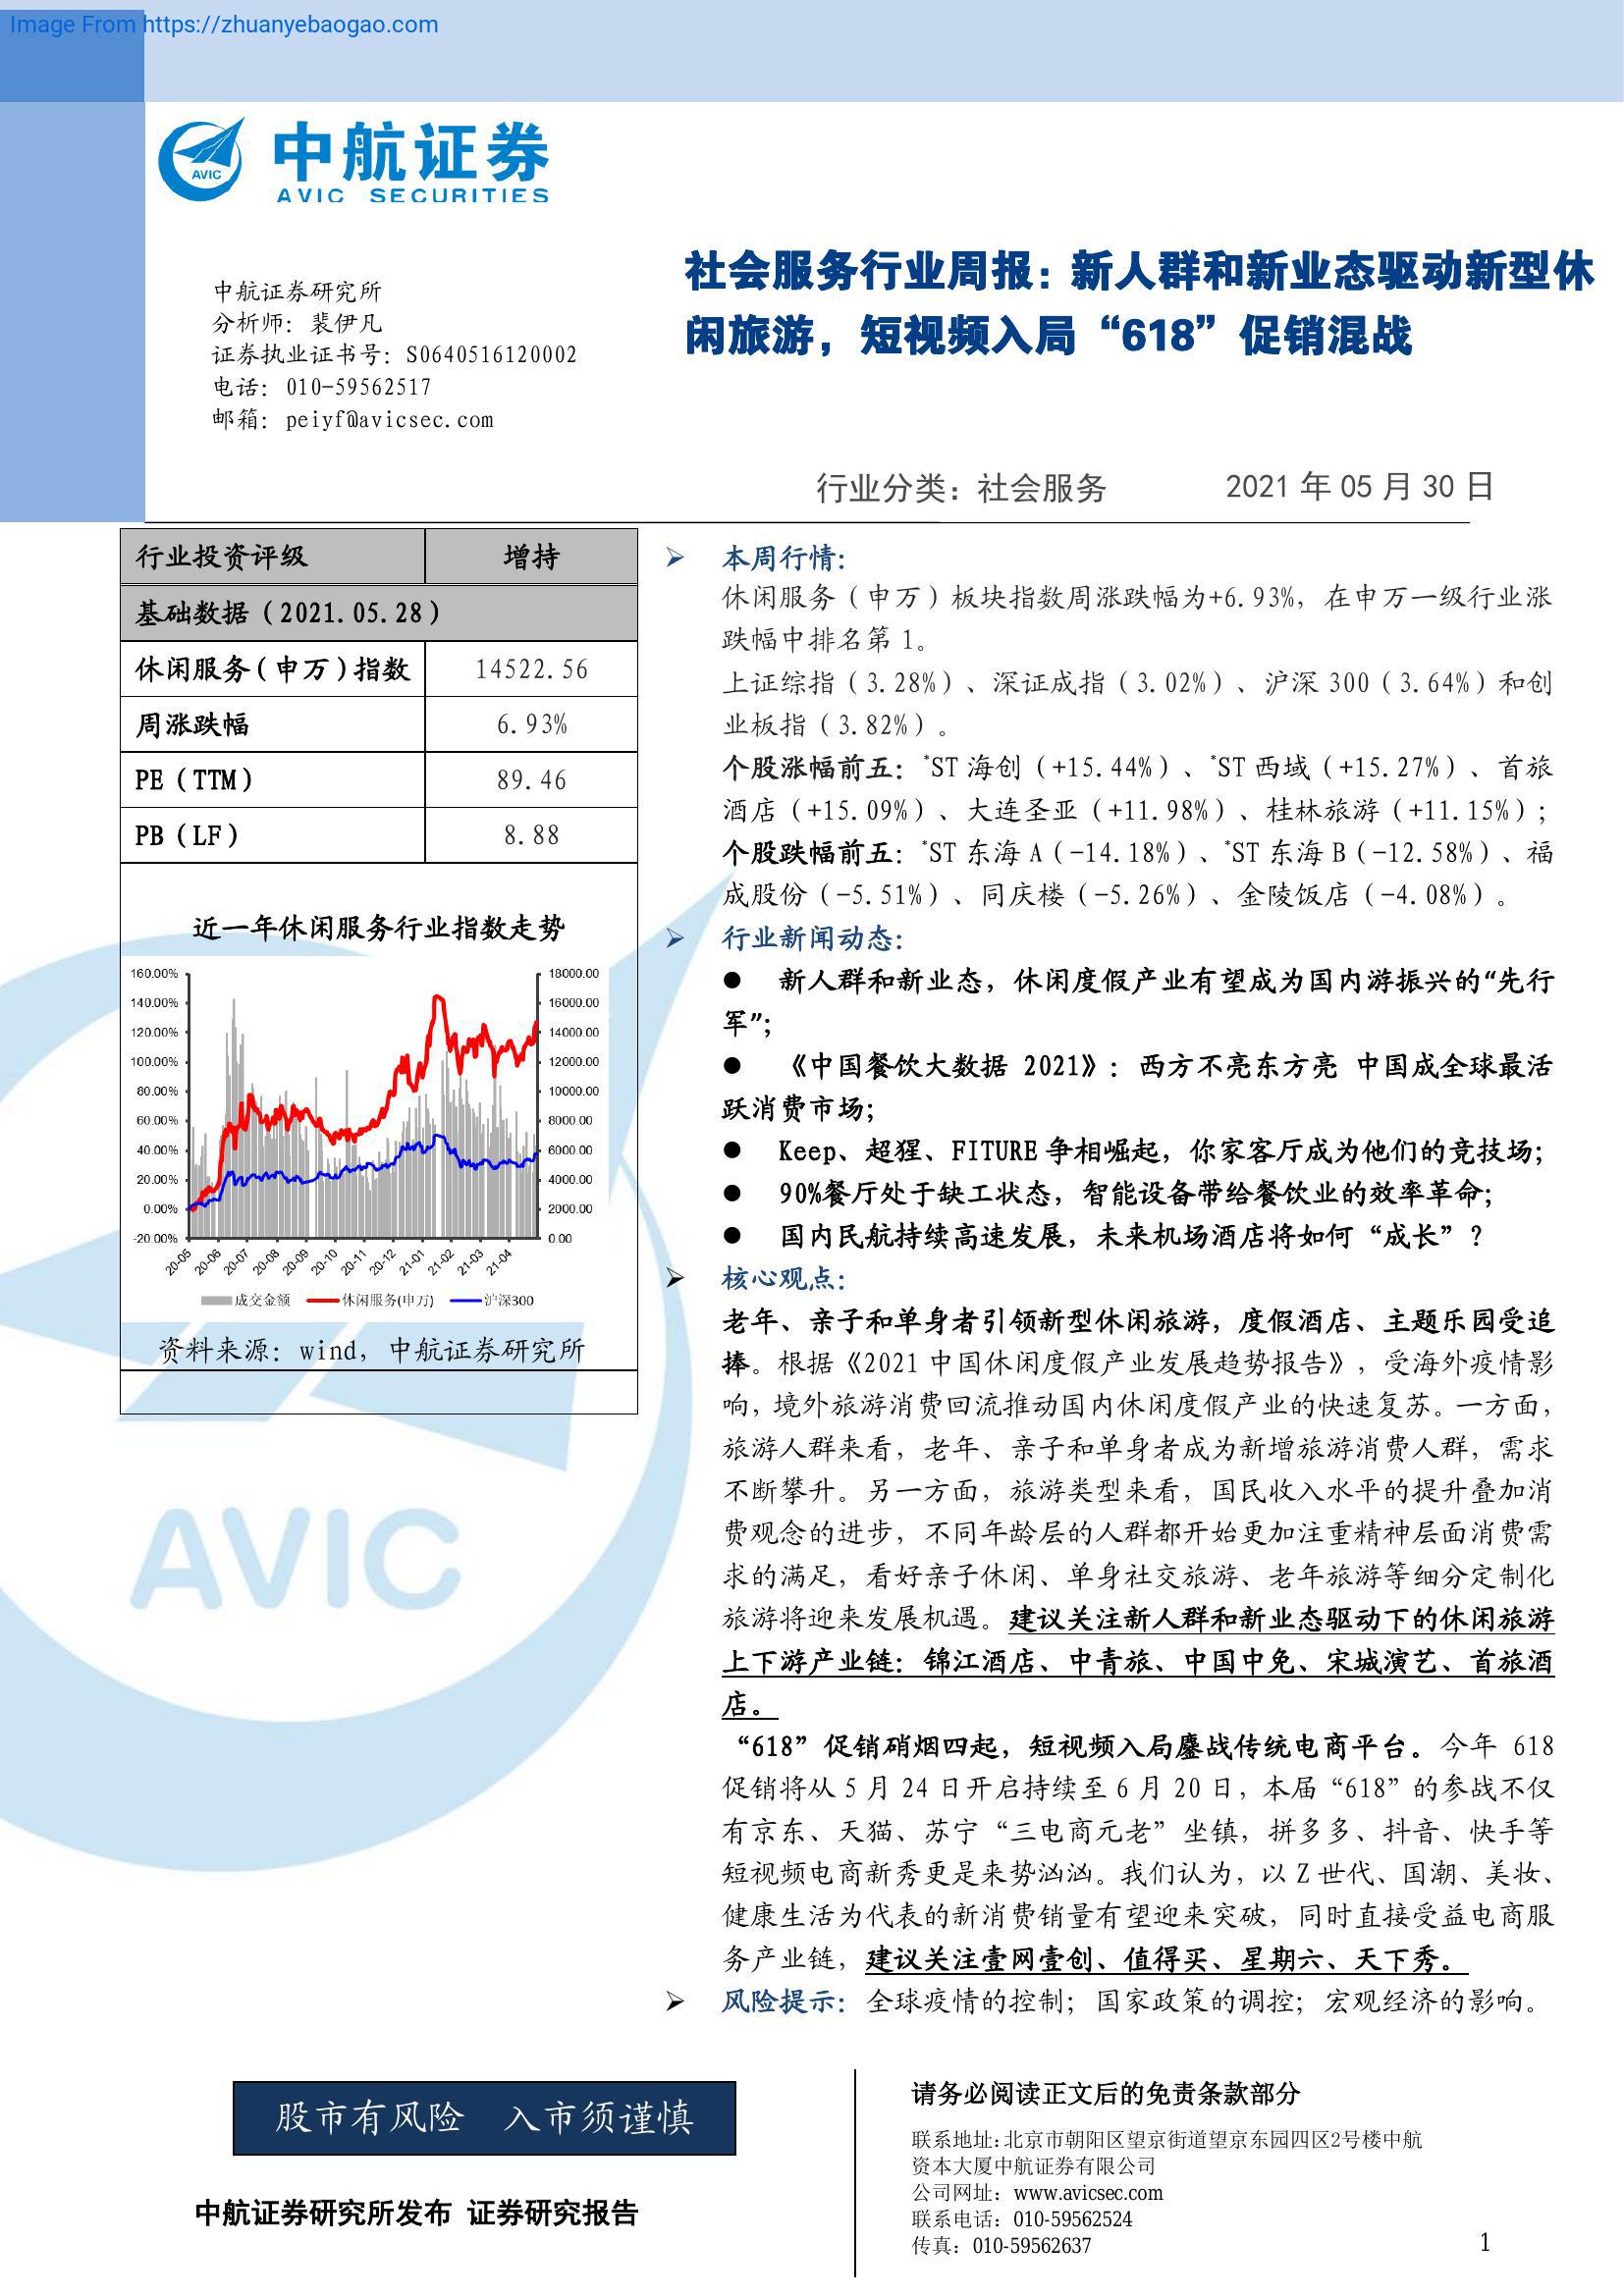 Image From https://zhuanyebaogao.com
AVIC
中航证券
AVIC SECURITIES
中航证券研究所
分析师：裴伊凡
证券执业证书号：S0640516120002
电话：010-59562517
邮箱：peiyf@avicsec.com
社会服务行业周报：新人群和新业态驱动新型休
闲旅游，短视频入局“618”促销混战
行业分类：社会服务 2021 年 05 月 30 日
行业投资评级 增持
基础数据（2021.05.28）
休闲服务（申万）指数 14522.56
周涨跌幅 6.93%
PE（TTM） 89.46
PB（LF） 8.88
近一年休闲服务行业指数走势
160.00% 18000.00
140.00% 16000.00
120.00% 14000.00
100.00% 12000.00
80.00% 10000.00
60.00% 8000.00
40.00% 6000.00
20.00% 4000.00
0.00% 2000.00
-20.00% 0.00
20-05 20-06 20-07 20-08 20-09 20-10 20-11 20-12 21-01 21-02 21-03 21-04
成交金额 休闲服务(申万) 沪深300
资料来源：wind，中航证券研究所
AVIC
➢ 本周行情：
休闲服务（申万）板块指数周涨跌幅为+6.93%，在申万一级行业涨
跌幅中排名第 1。
上证综指（3.28%）、深证成指（3.02%）、沪深 300（3.64%）和创
业板指（3.82%）。
个股涨幅前五：*ST 海创（+15.44%）、*ST 西域（+15.27%）、首旅
酒店（+15.09%）、大连圣亚（+11.98%）、桂林旅游（+11.15%）；
个股跌幅前五：*ST 东海 A（-14.18%）、*ST 东海 B（-12.58%）、福
成股份（-5.51%）、同庆楼（-5.26%）、金陵饭店（-4.08%）。
➢ 行业新闻动态：
● 新人群和新业态，休闲度假产业有望成为国内游振兴的“先行
军”；
● 《中国餐饮大数据 2021》：西方不亮东方亮 中国成全球最活
跃消费市场；
● Keep、超猩、FITURE 争相崛起，你家客厅成为他们的竞技场；
● 90%餐厅处于缺工状态，智能设备带给餐饮业的效率革命；
● 国内民航持续高速发展，未来机场酒店将如何“成长”？
➢ 核心观点：
老年、亲子和单身者引领新型休闲旅游，度假酒店、主题乐园受追
捧。根据《2021 中国休闲度假产业发展趋势报告》，受海外疫情影
响，境外旅游消费回流推动国内休闲度假产业的快速复苏。一方面，
旅游人群来看，老年、亲子和单身者成为新增旅游消费人群，需求
不断攀升。另一方面，旅游类型来看，国民收入水平的提升叠加消
费观念的进步，不同年龄层的人群都开始更加注重精神层面消费需
求的满足，看好亲子休闲、单身社交旅游、老年旅游等细分定制化
旅游将迎来发展机遇。建议关注新人群和新业态驱动下的休闲旅游
上下游产业链：锦江酒店、中青旅、中国中免、宋城演艺、首旅酒
店。
“618”促销硝烟四起，短视频入局鏖战传统电商平台。今年 618
促销将从 5 月 24 日开启持续至 6 月 20 日，本届“618”的参战不仅
有京东、天猫、苏宁“三电商元老”坐镇，拼多多、抖音、快手等
短视频电商新秀更是来势汹汹。我们认为，以 Z 世代、国潮、美妆、
健康生活为代表的新消费销量有望迎来突破，同时直接受益电商服
务产业链，建议关注壹网壹创、值得买、星期六、天下秀。
➢ 风险提示：全球疫情的控制；国家政策的调控；宏观经济的影响。
股市有风险 入市须谨慎
中航证券研究所发布 证券研究报告
请务必阅读正文后的免责条款部分
联系地址:北京市朝阳区望京街道望京东园四区2号楼中航
资本大厦中航证券有限公司
公司网址：www.avicsec.com
联系电话：010-59562524
传真：010-59562637
1